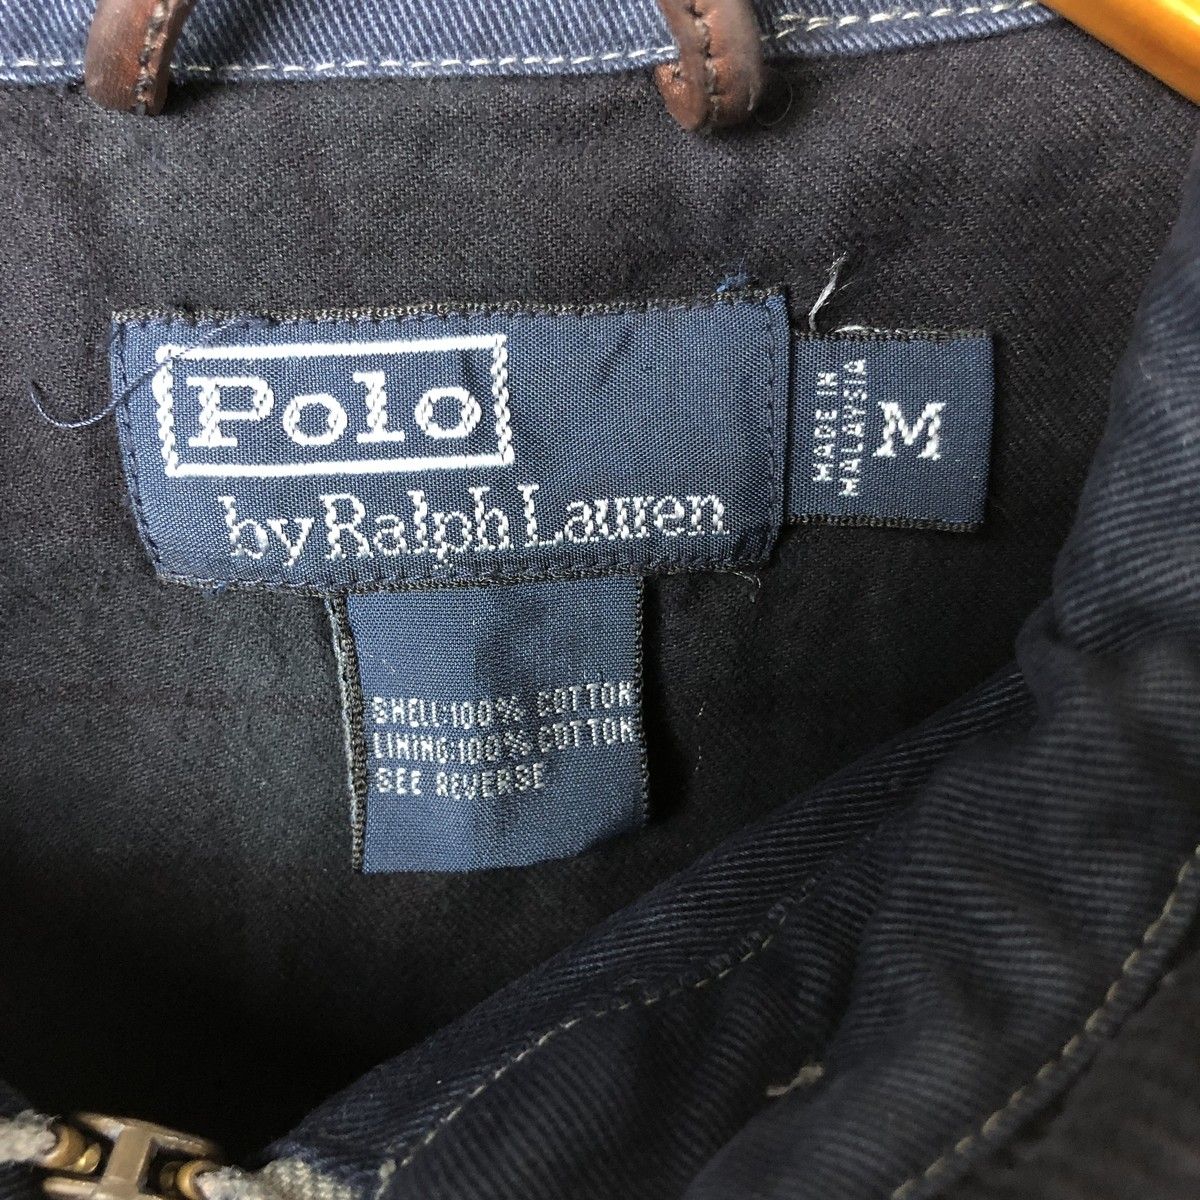 Polo
by Ralph Lauren
MADE IN
MALAYSIA
M
SHELL:100% COTTON
LINING:100% COTTON
SEE REVERSE